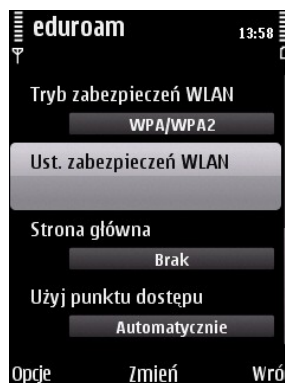 eduroam
13:58
Tryb zabezpieczeń WLAN
WPA/WPA2
Ust. zabezpieczeń WLAN
Strona główna
Brak
Użyj punktu dostępu
Automatycznie
Opcje Zmień Wró